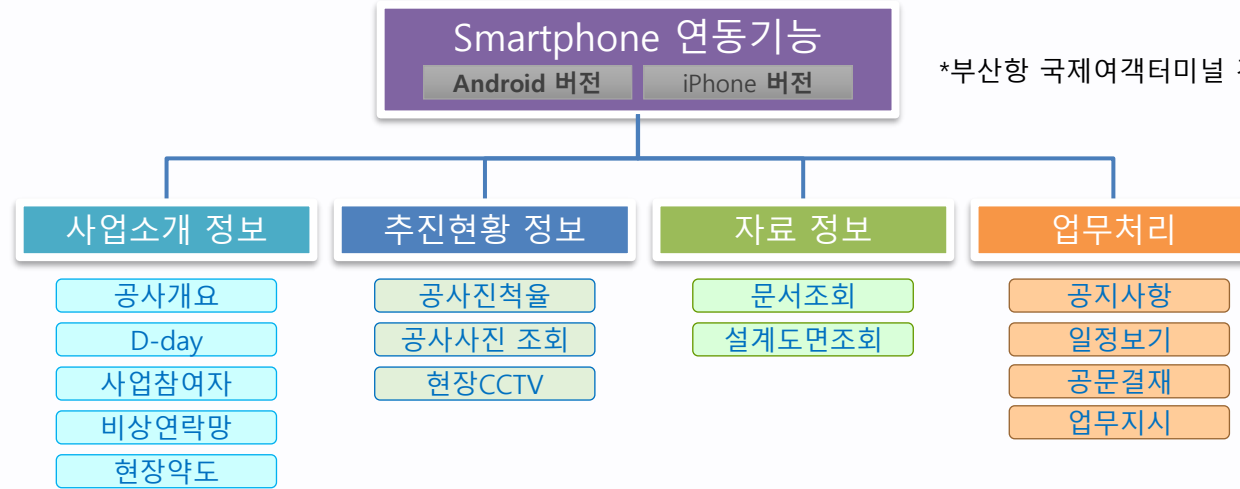 Smartphone 연동기능
Android 버전
iPhone 버전
*부산항 국제여객터미널
사업소개 정보
공사개요
D-day
사업참여자
비상연락망
현장약도
추진현황 정보
공사진척율
공사사진 조회
현장CCTV
자료 정보
문서조회
설계도면조회
업무처리
공지사항
일정보기
공문결재
업무지시